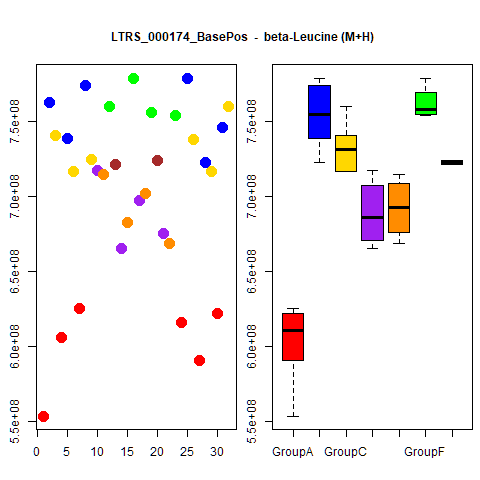 LTRS_000174_BasePos - beta-Leucine (M+H)
5.5e+08 6.0e+08 6.5e+08 7.0e+08 7.5e+08
0 5 10 15 20 25 30
5.5e+08 6.0e+08 6.5e+08 7.0e+08 7.5e+08
GroupA GroupC GroupF